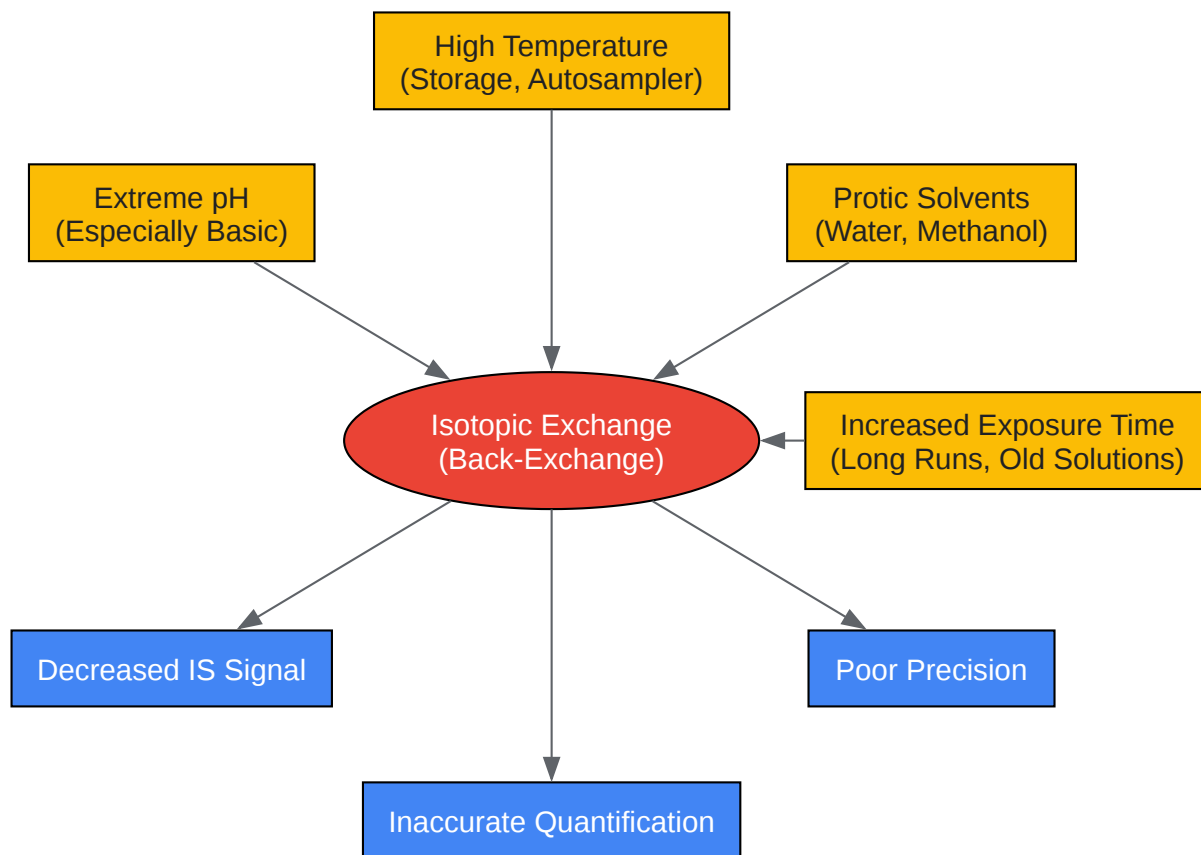 High Temperature
(Storage, Autosampler)
Extreme pH
(Especially Basic)
Protic Solvents
(Water, Methanol)
Isotopic Exchange
(Back-Exchange)
Increased Exposure Time
(Long Runs, Old Solutions)
Decreased IS Signal
Poor Precision
Inaccurate Quantification